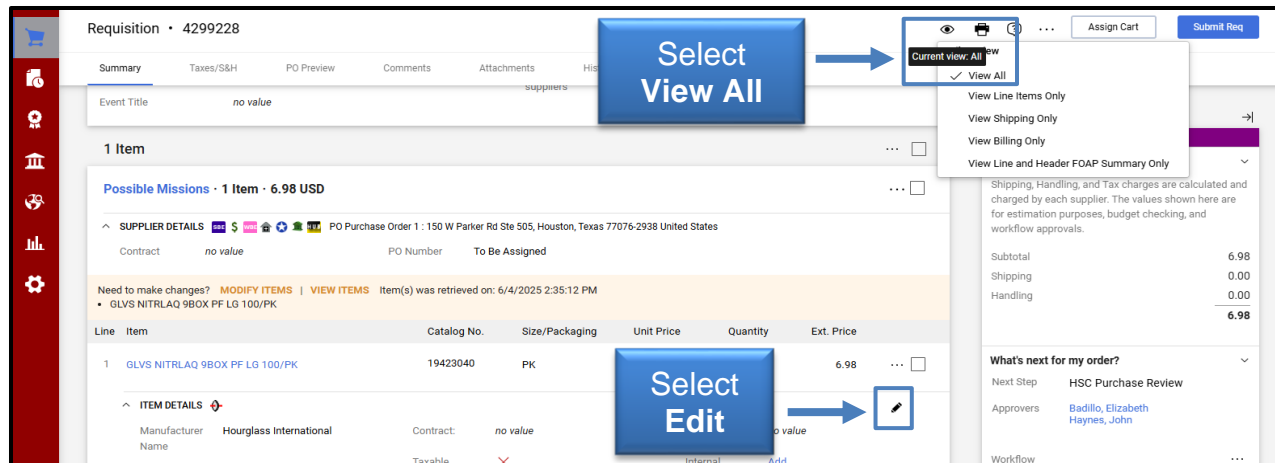 Requisition • 4299228
Assign Cart
Submit Req
Select
View All
Current view: All
View All
View Line Items Only
View Shipping Only
View Billing Only
View Line and Header FOAP Summary Only
Summary Taxes/S&H PO Preview Comments Attachments
suppliers
Event Title no value
1 Item
Possible Missions · 1 Item · 6.98 USD
SUPPLIER DETAILS SBE $ WBE HUB PO Purchase Order 1 : 150 W Parker Rd Ste 505, Houston, Texas 77076-2938 United States
Contract no value PO Number To Be Assigned
Need to make changes? MODIFY ITEMS | VIEW ITEMS Item(s) was retrieved on: 6/4/2025 2:35:12 PM
• GLVS NITRLAQ 9BOX PF LG 100/PK
Line Item Catalog No. Size/Packaging Unit Price Quantity Ext. Price
1 GLVS NITRLAQ 9BOX PF LG 100/PK 19423040 PK 6.98
Select
Edit
ITEM DETAILS
Manufacturer Name Hourglass International Contract: no value
Taxable Internal Add
Shipping, Handling, and Tax charges are calculated and
charged by each supplier. The values shown here are
for estimation purposes, budget checking, and
workflow approvals.
Subtotal 6.98
Shipping 0.00
Handling 0.00
6.98
What's next for my order?
Next Step HSC Purchase Review
Approvers Badillo, Elizabeth
Haynes, John
Workflow